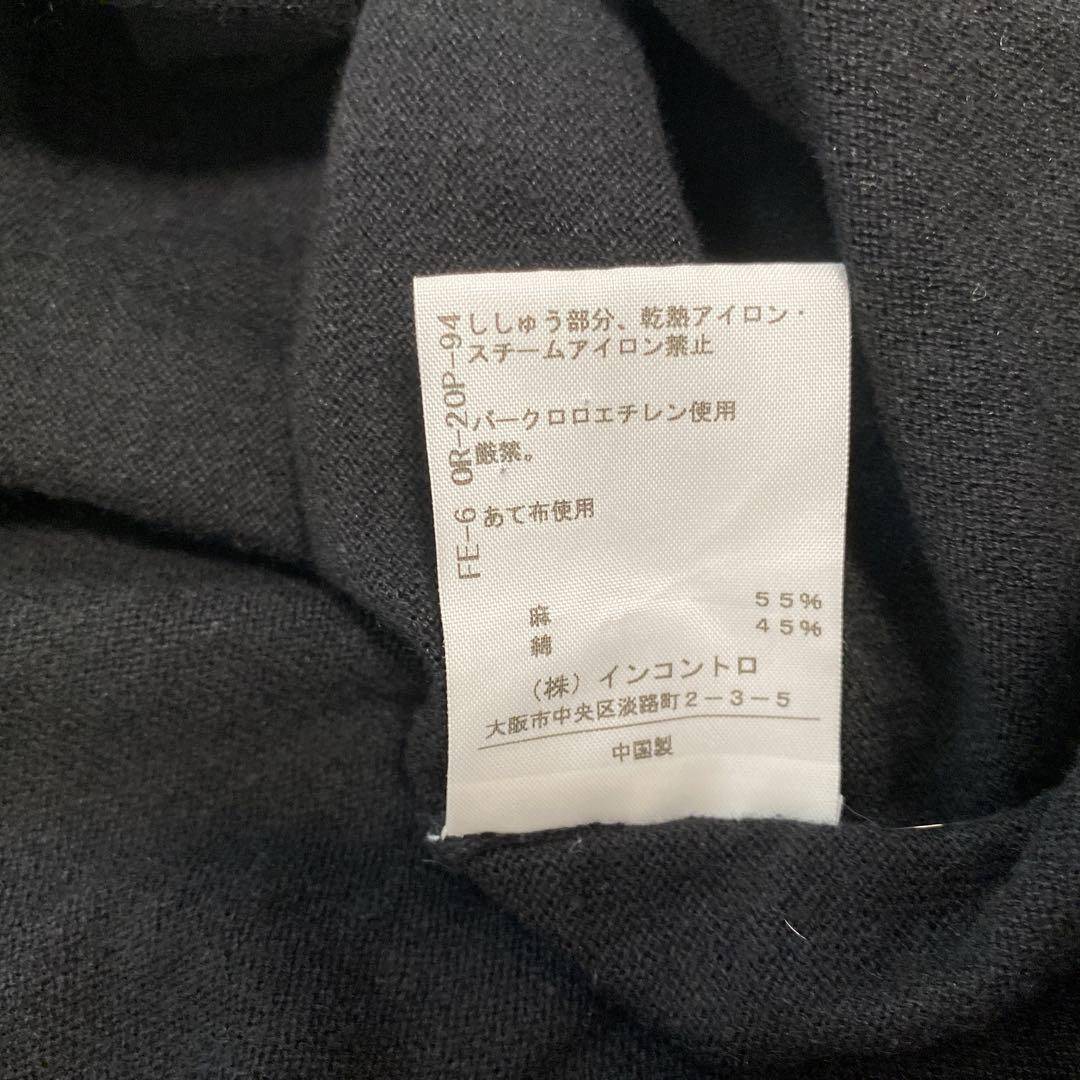 FE-6 OR-20P-94
ししゅう部分、乾熱アイロン・
スチームアイロン禁止
パークロロエチレン使用
厳禁。
あて布使用
麻 55%
綿 45%
（株）インコントロ
大阪市中央区淡路町2-3-5
中国製